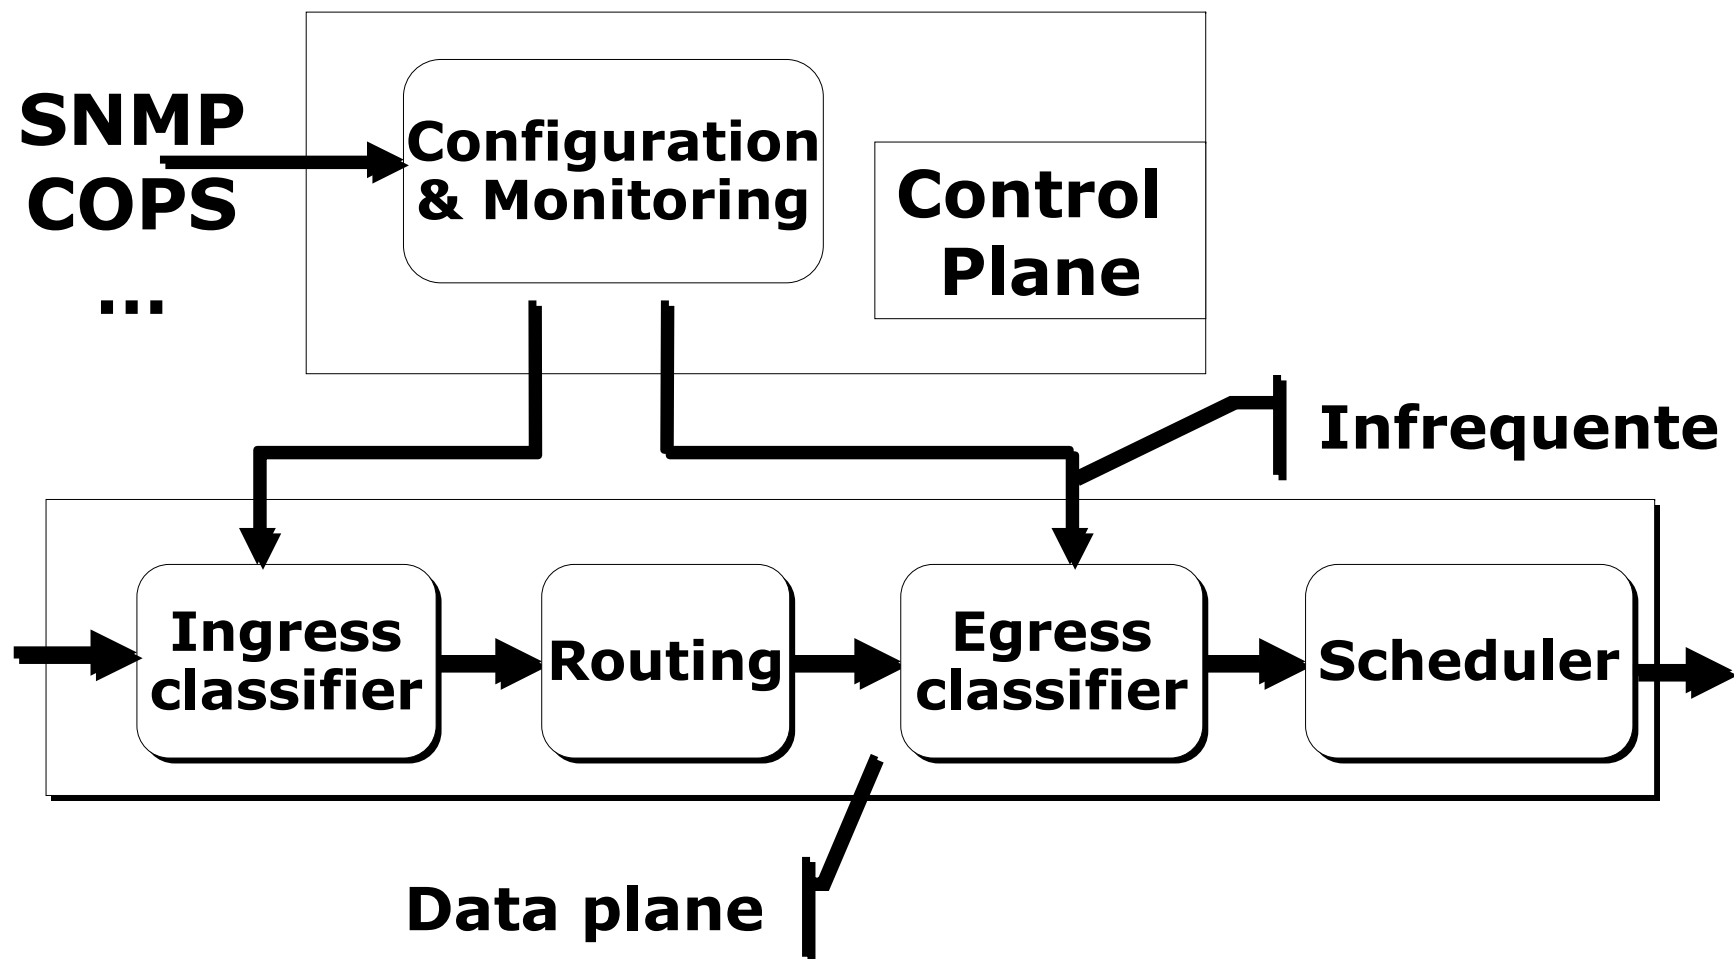 SNMP
COPS
...
Configuration
& Monitoring
Control
Plane
Infrequente
Ingress
classifier
Routing
Egress
classifier
Scheduler
Data plane